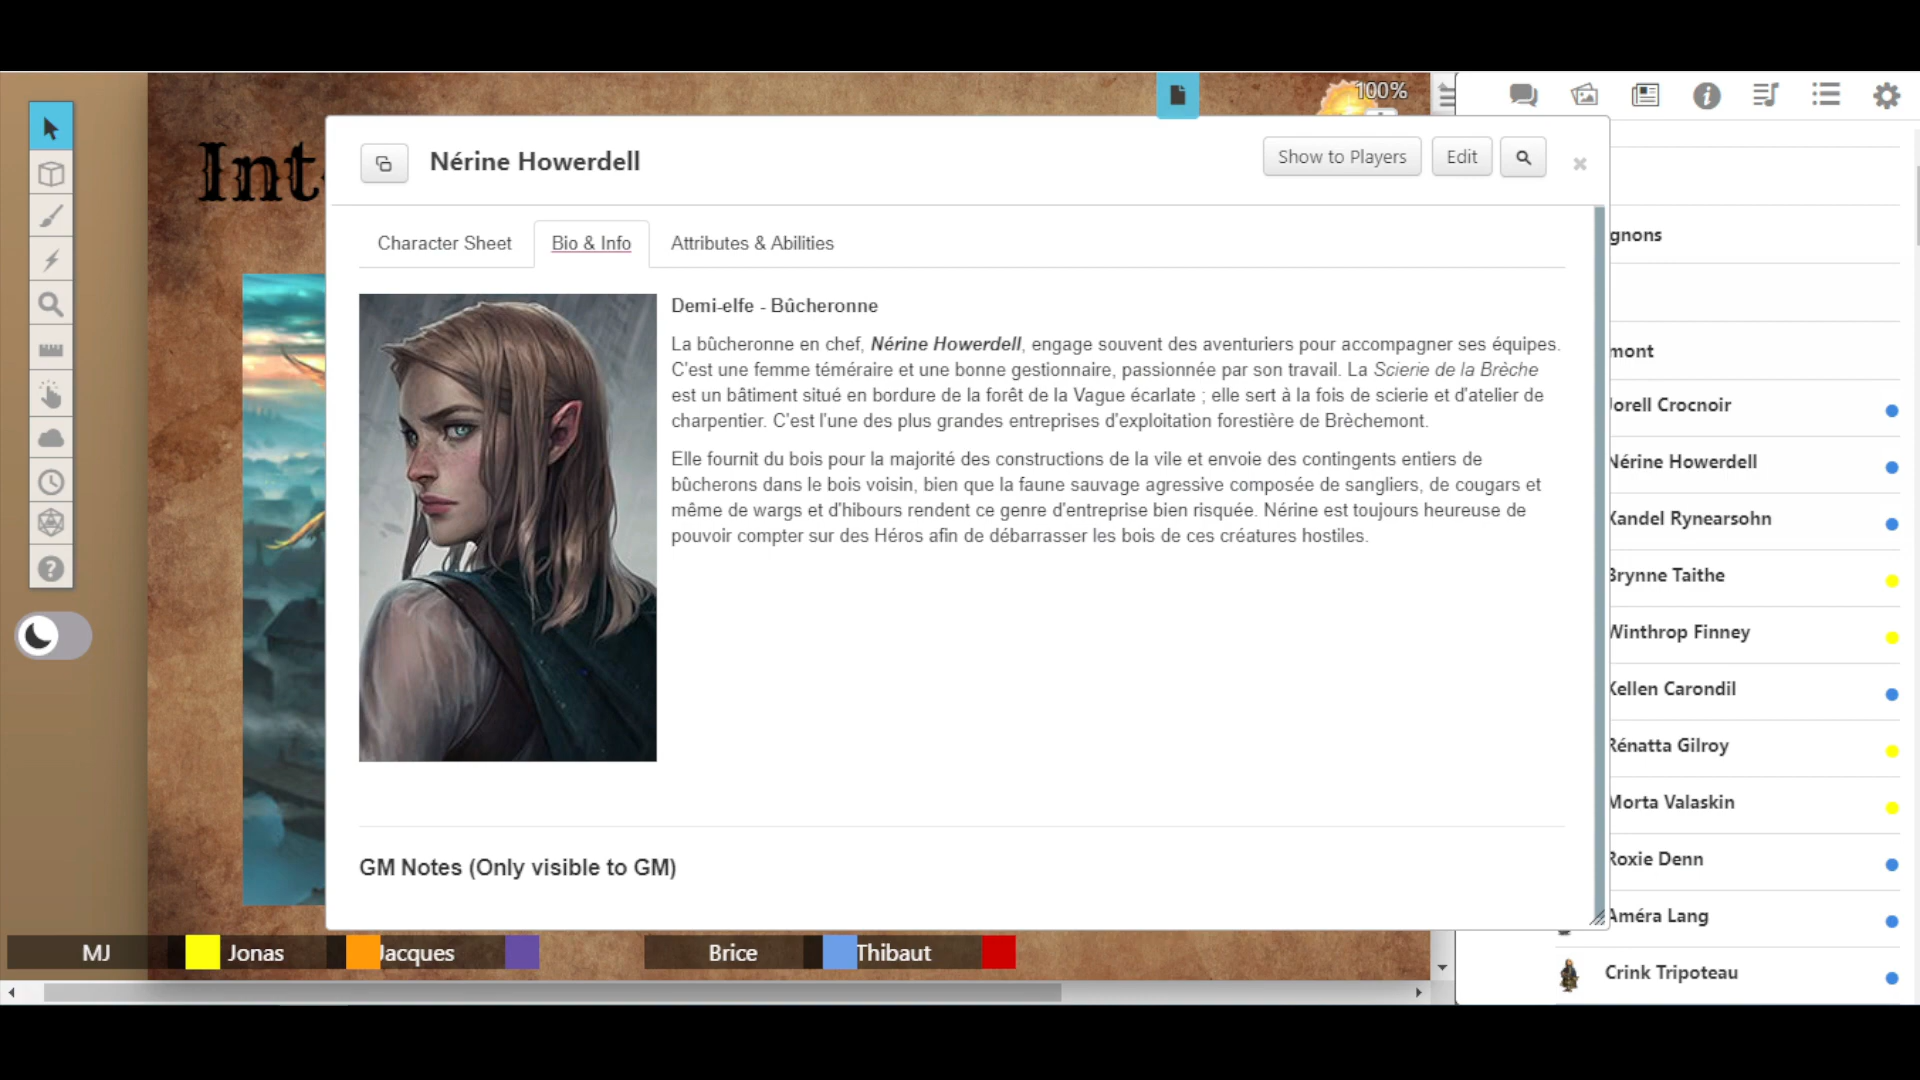 100%
Int
Nérine Howerdell
Show to Players
Edit
Character Sheet
Bio & Info
Attributes & Abilities
Demi-elfe - Bûcheronne
La bûcheronne en chef, Nérine Howerdell, engage souvent des aventuriers pour accompagner ses équipes.
C'est une femme téméraire et une bonne gestionnaire, passionnée par son travail. La Scierie de la Brèche
est un bâtiment situé en bordure de la forêt de la Vague écarlate ; elle sert à la fois de scierie et d'atelier de
charpentier. C'est l'une des plus grandes entreprises d'exploitation forestière de Brèchemont.
Elle fournit du bois pour la majorité des constructions de la vile et envoie des contingents entiers de
bûcherons dans le bois voisin, bien que la faune sauvage agressive composée de sangliers, de cougars et
même de wargs et d'hibours rendent ce genre d'entreprise bien risquée. Nérine est toujours heureuse de
pouvoir compter sur des Héros afin de débarrasser les bois de ces créatures hostiles.
GM Notes (Only visible to GM)
gnons
mont
Jorell Crocnoir
Nérine Howerdell
Kandel Rynearsohn
Brynne Taithe
Winthrop Finney
Kellen Carondil
Rénatta Gilroy
Morta Valaskin
Roxie Denn
Améra Lang
Crink Tripoteau
MJ
Jonas
Jacques
Brice
Thibaut